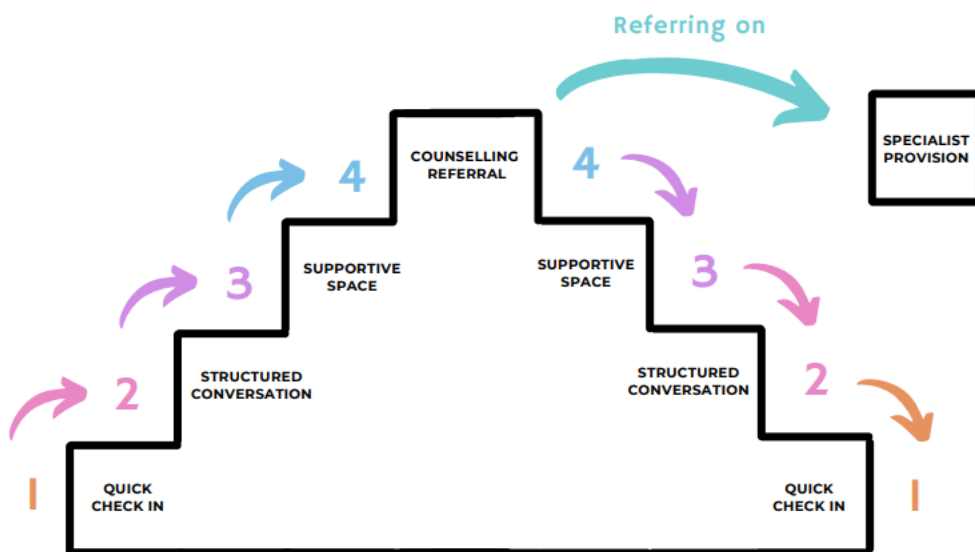 Referring on
SPECIALIST
PROVISION
COUNSELLING
REFERRAL
4
4
SUPPORTIVE
SPACE
SUPPORTIVE
SPACE
3
3
STRUCTURED
CONVERSATION
STRUCTURED
CONVERSATION
2
2
QUICK
CHECK IN
QUICK
CHECK IN
1
1